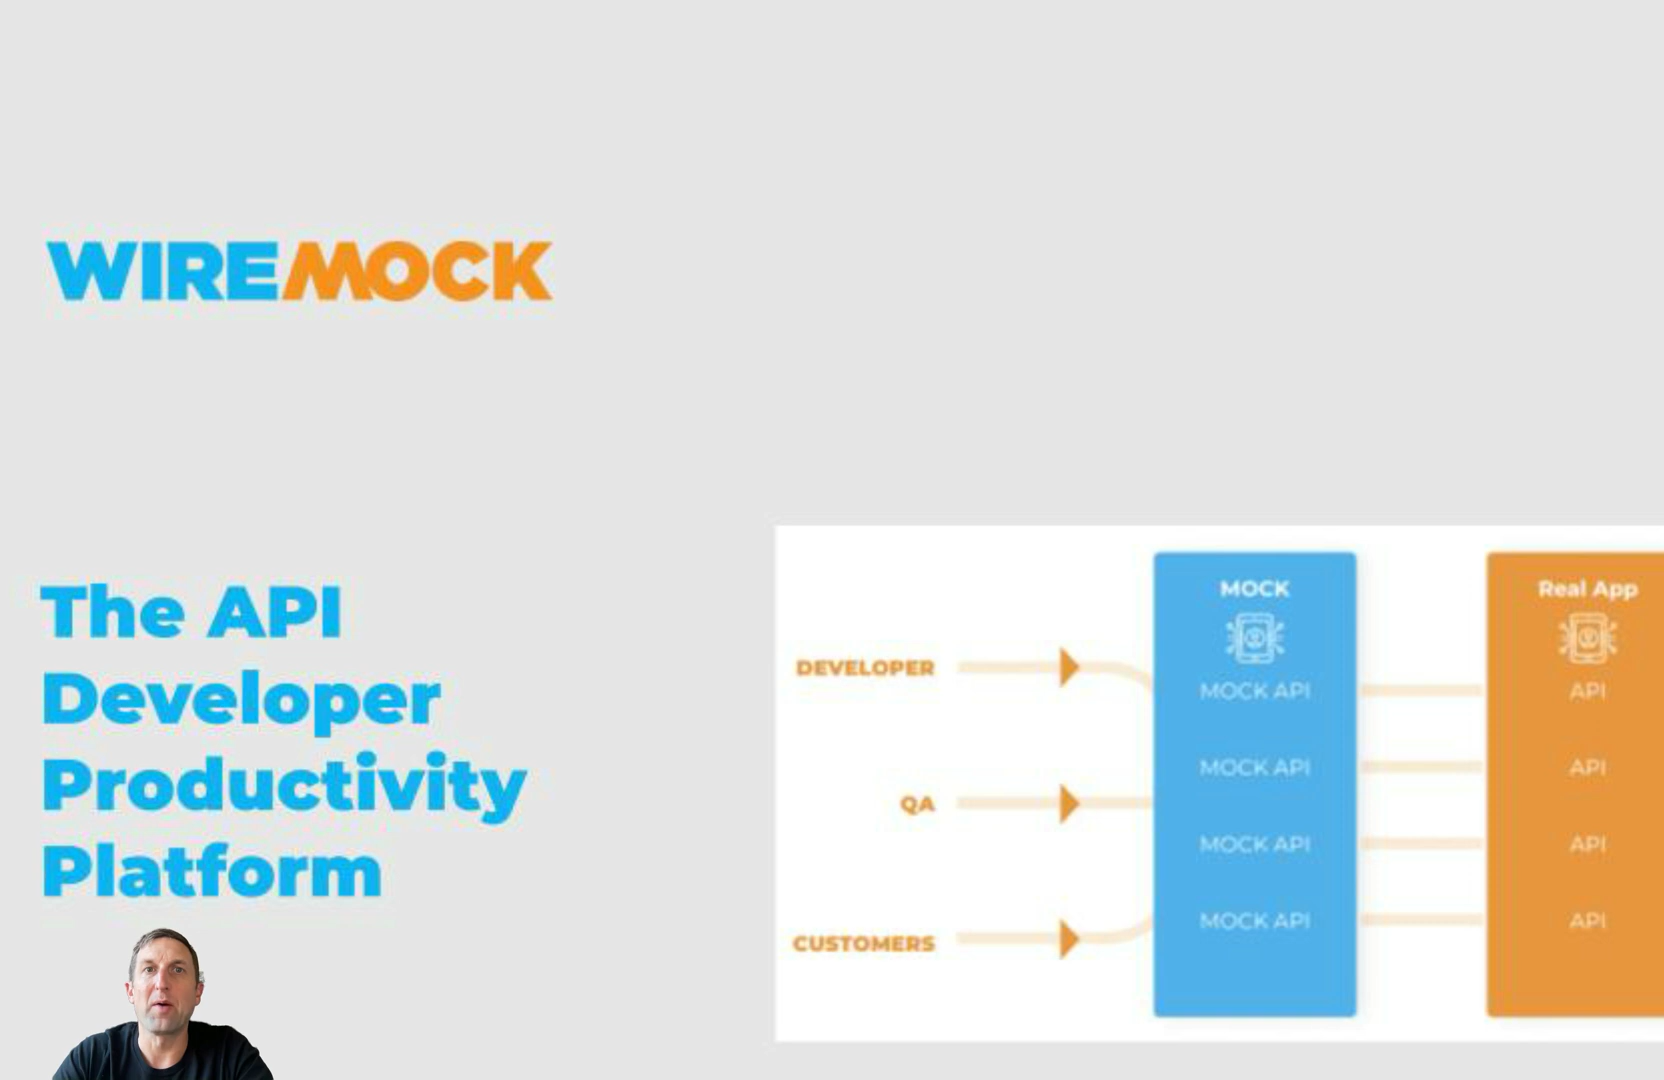 WIREMOCK
The API
Developer
Productivity
Platform
MOCK
Real App
DEVELOPER
MOCK API
API
MOCK API
API
QA
MOCK API
API
MOCK API
API
CUSTOMERS